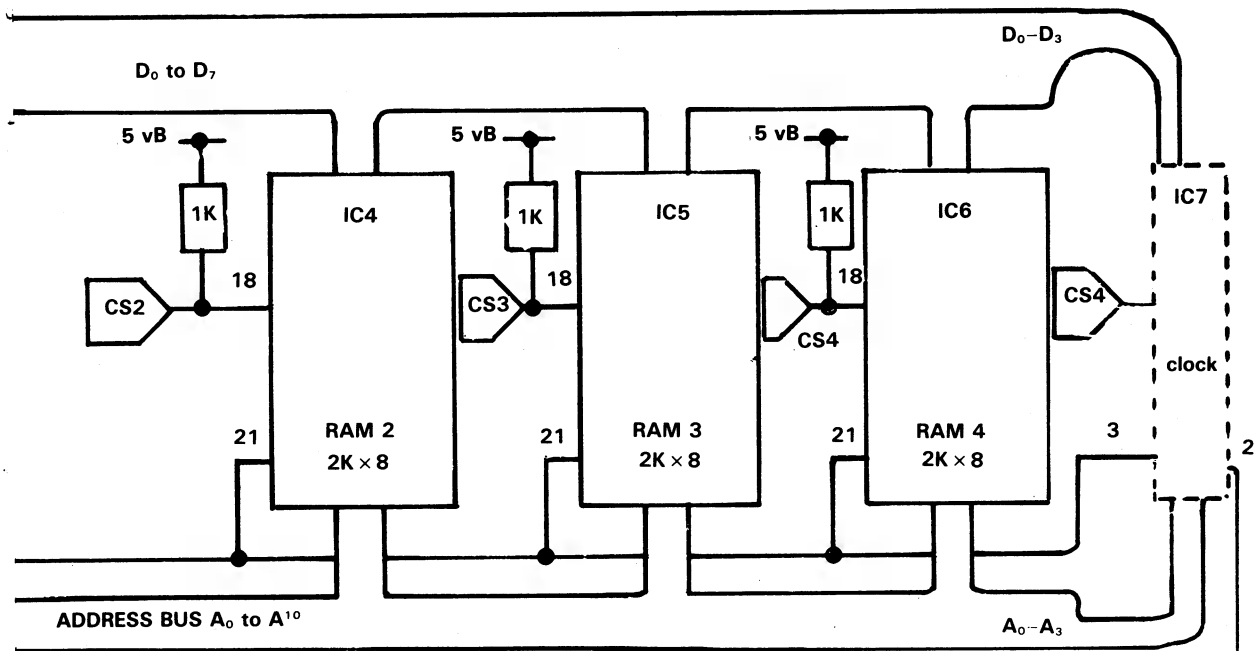 D₀–D₃
D₀ to D₇
5 vB
5 vB
5 vB
1K
IC4
1K
IC5
1K
IC6
IC7
CS2
18
CS3
18
CS4
18
CS4
clock
21
RAM 2
2K × 8
21
RAM 3
2K × 8
21
RAM 4
2K × 8
3
2
ADDRESS BUS A₀ to A¹⁰
A₀–A₃